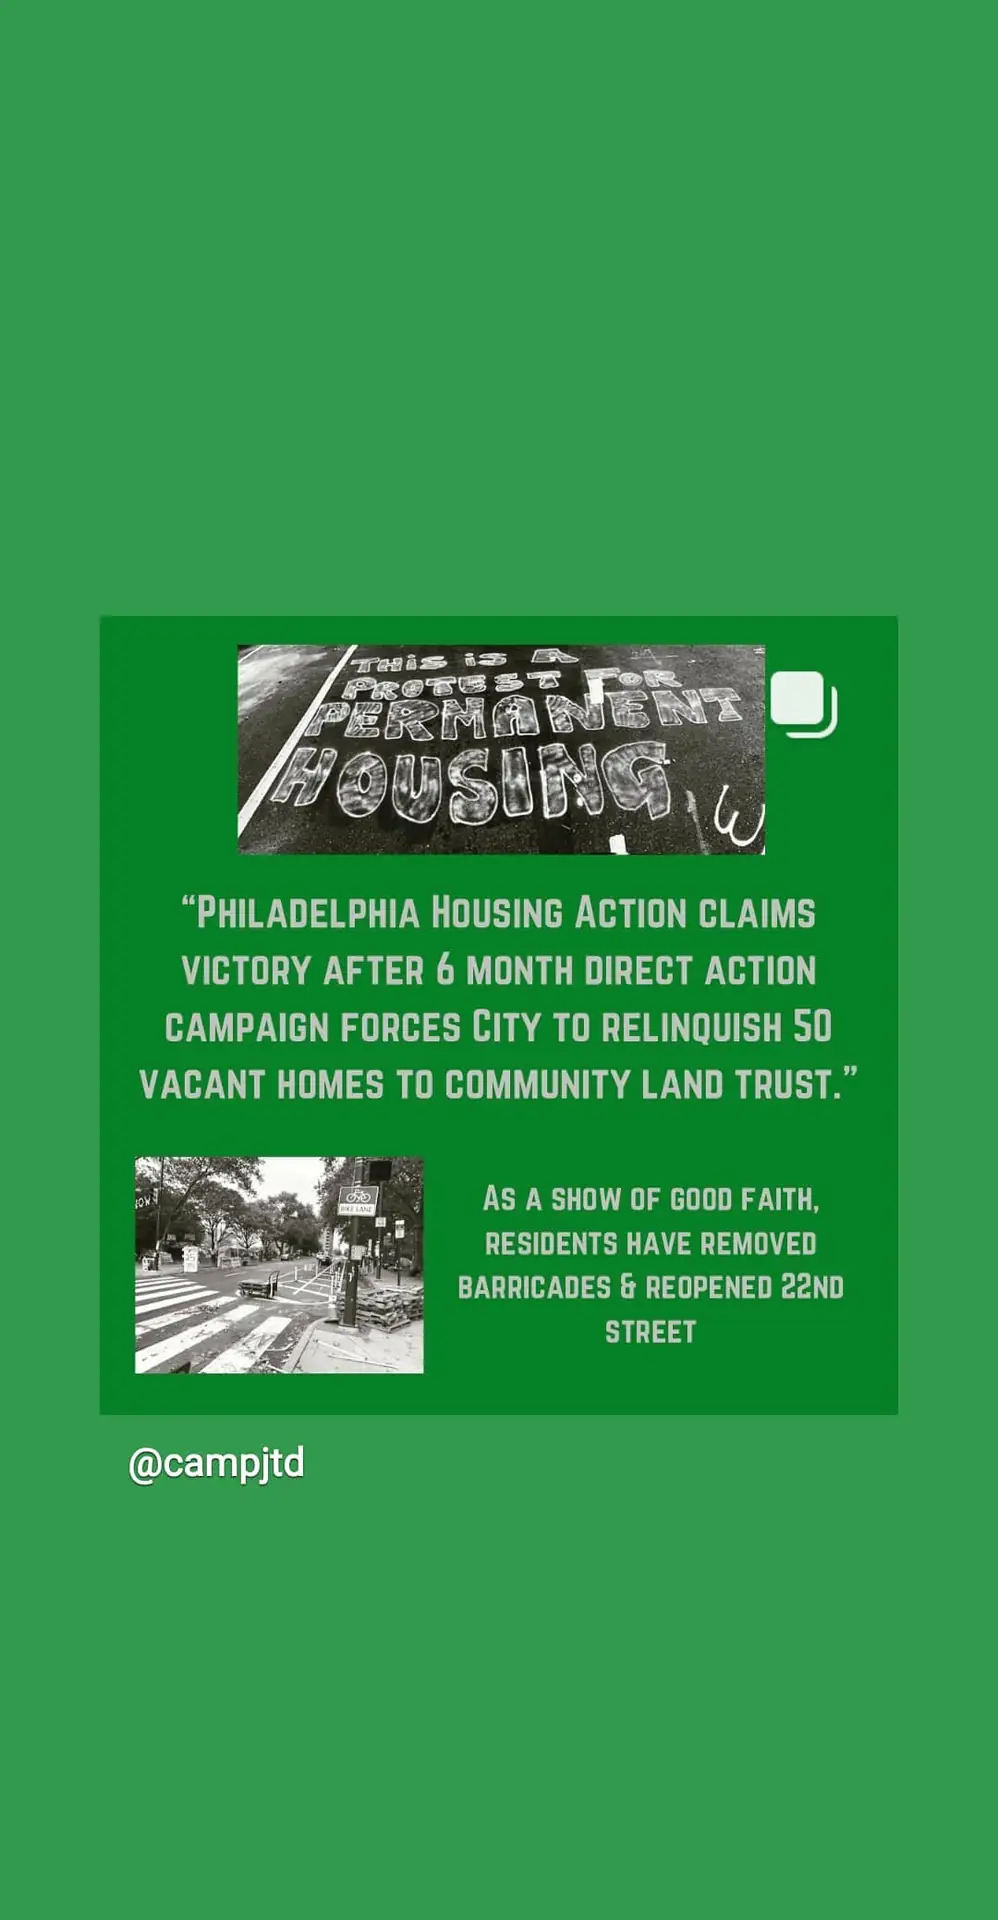 THIS IS A
PROTEST FOR
PERMANENT
HOUSING
W
“PHILADELPHIA HOUSING ACTION CLAIMS
VICTORY AFTER 6 MONTH DIRECT ACTION
CAMPAIGN FORCES CITY TO RELINQUISH 50
VACANT HOMES TO COMMUNITY LAND TRUST.”
BIKE LANE
AS A SHOW OF GOOD FAITH,
RESIDENTS HAVE REMOVED
BARRICADES & REOPENED 22ND
STREET
@campjtd